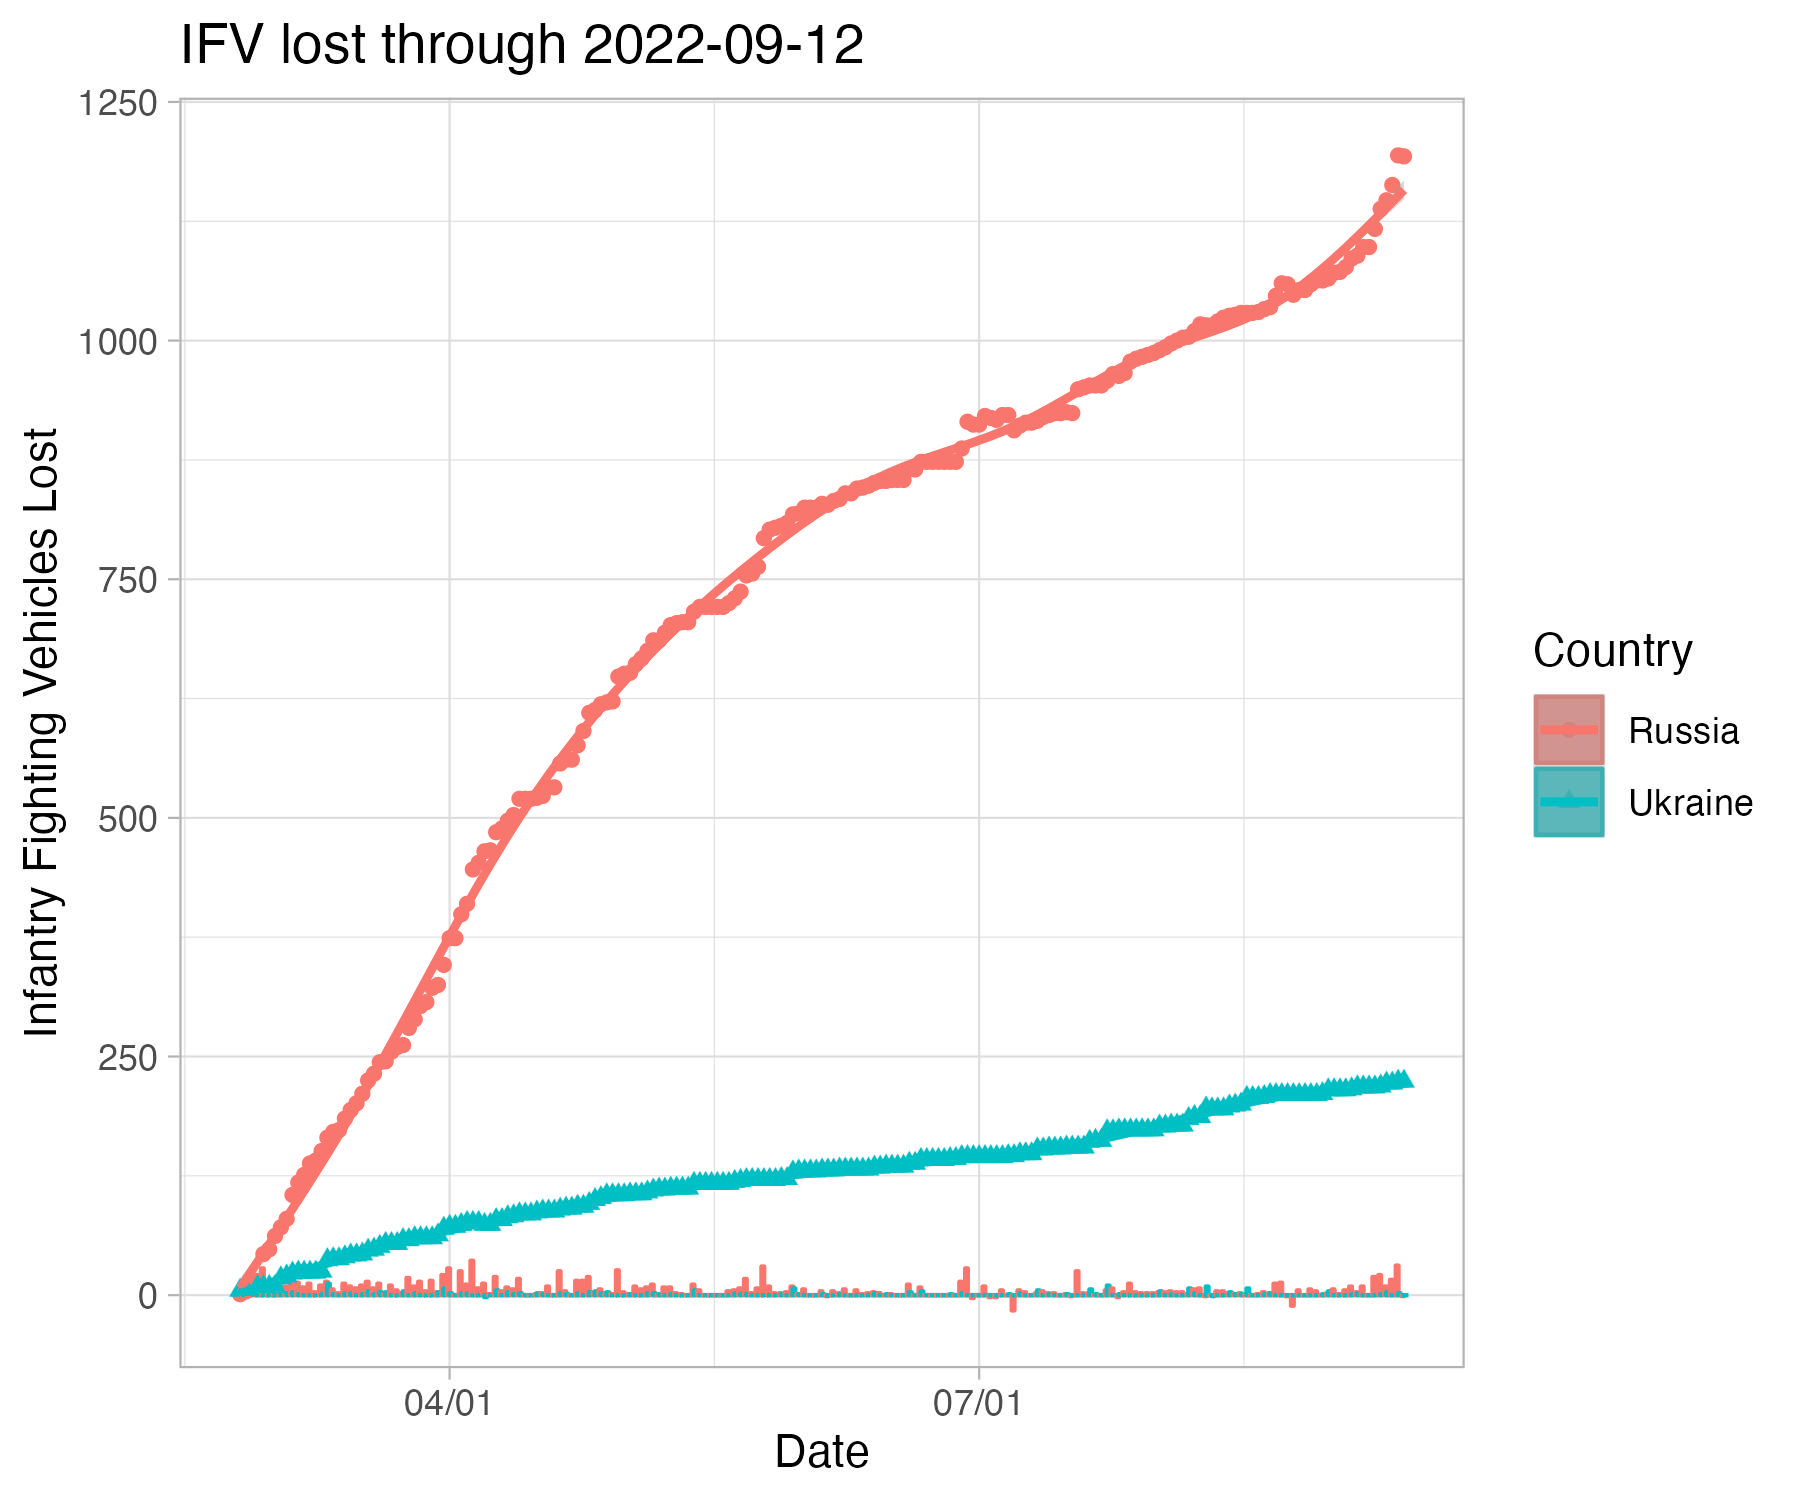 IFV lost through 2022-09-12
Infantry Fighting Vehicles Lost
1250
1000
750
500
250
0
04/01
07/01
Date
Country
Russia
Ukraine